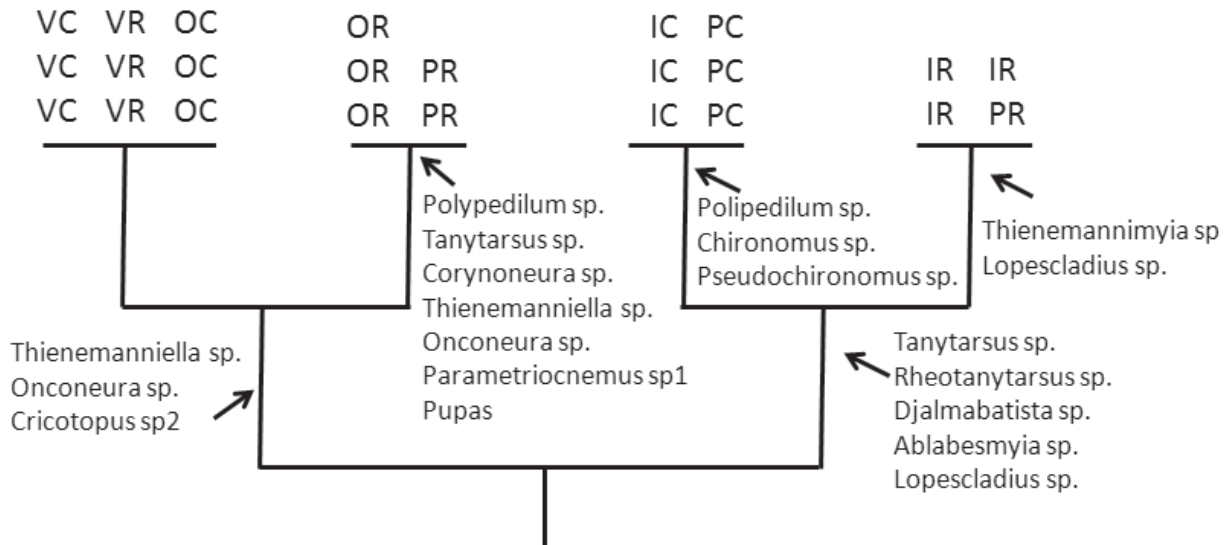 VC VR OC
VC VR OC
VC VR OC
OR
OR PR
OR PR
IC PC
IC PC
IC PC
IR IR
IR PR
Polypedilum sp.
Tanytarsus sp.
Corynoneura sp.
Thienemanniella sp.
Onconeura sp.
Parametriocnemus sp1
Pupas
Polipedilum sp.
Chironomus sp.
Pseudochironomus sp.
Thienemannimyia sp
Lopescladius sp.
Thienemanniella sp.
Onconeura sp.
Cricotopus sp2
Tanytarsus sp.
Rheotanytarsus sp.
Djalmabatista sp.
Ablabesmyia sp.
Lopescladius sp.